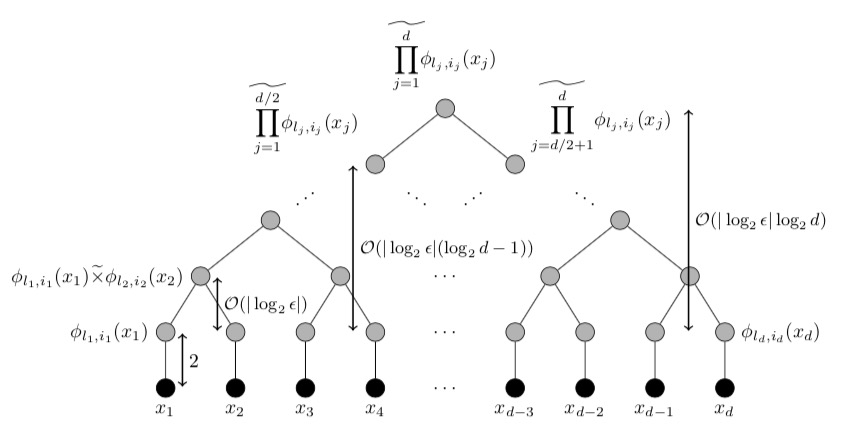 $\widetilde{\prod_{j=1}^{d}} \phi_{l_j,i_j}(x_j)$
$\widetilde{\prod_{j=1}^{d/2}} \phi_{l_j,i_j}(x_j)$ $\widetilde{\prod_{j=d/2+1}^{d}} \phi_{l_j,i_j}(x_j)$
$\mathcal{O}(|\log_2 \epsilon| \log_2 d)$
$\mathcal{O}(|\log_2 \epsilon|(\log_2 d - 1))$
$\phi_{l_1,i_1}(x_1) \widetilde{\times} \phi_{l_2,i_2}(x_2)$ ···
$\mathcal{O}(|\log_2 \epsilon|)$
$\phi_{l_1,i_1}(x_1)$ ··· $\phi_{l_d,i_d}(x_d)$
2
···
$x_1$ $x_2$ $x_3$ $x_4$ $x_{d-3}$ $x_{d-2}$ $x_{d-1}$ $x_d$